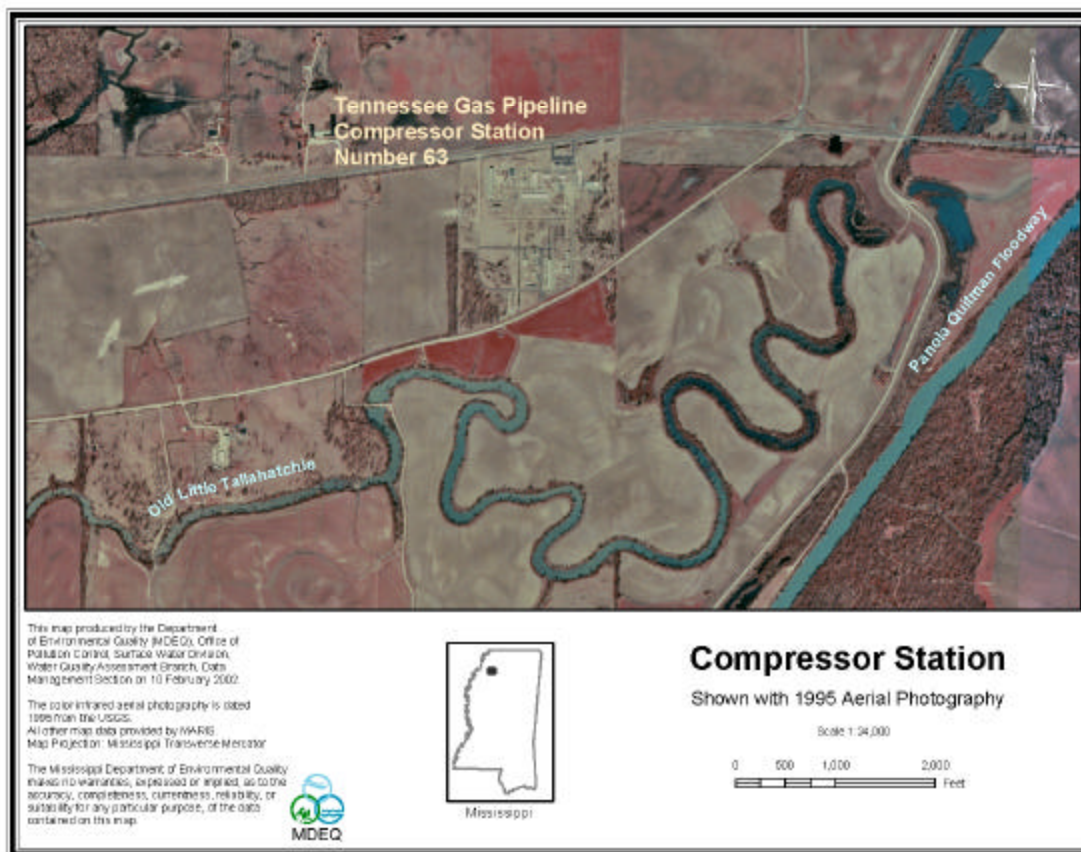 Tennessee Gas Pipeline
Compressor Station
Number 63
Panola Quitman Floodway
Old Little Tallahatchie
This map produced by the Department
of Environmental Quality (MDEQ), Office of
Pollution Control, Surface Water Division,
Water Quality Assessment Branch, Data
Management Section on 10 February 2002.
The color infrared aerial photography is dated
1995 from the USGS.
All other map data provided by MARIS.
Map Projection: Mississippi Transverse Mercator
The Mississippi Department of Environmental Quality
makes no warranties, expressed or implied, as to the
accuracy, completeness, currentness, reliability, or
suitability for any particular purpose, of the data
contained on this map.
MDEQ
Mississippi
Compressor Station
Shown with 1995 Aerial Photography
Scale 1:24,000
0 500 1,000 2,000
Feet